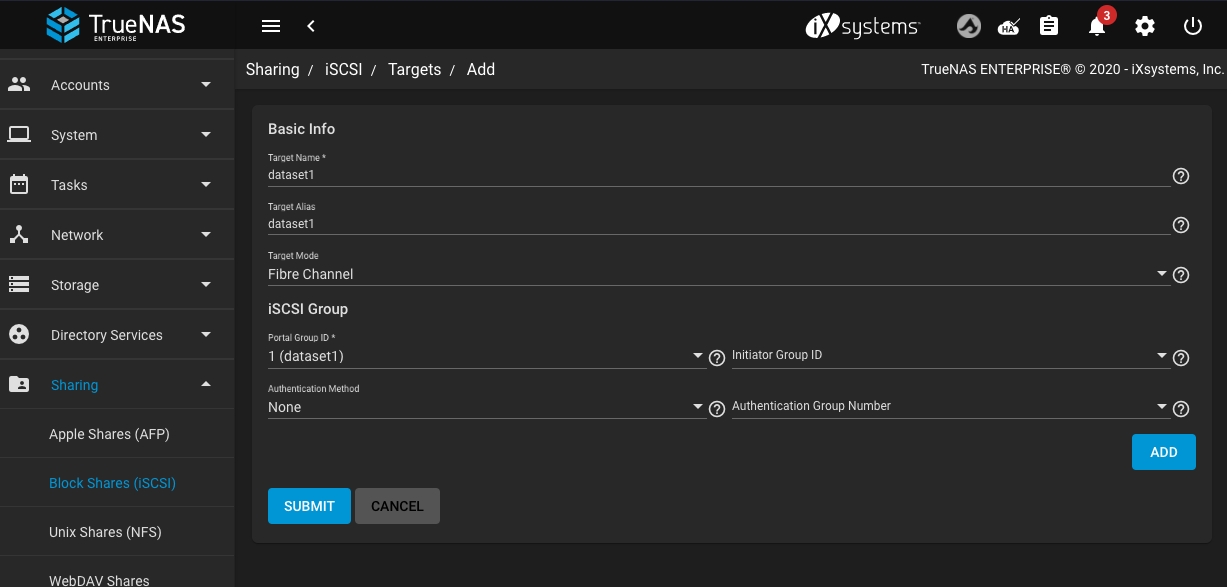 TrueNAS
ENTERPRISE
iXsystems
HA
3
Accounts
System
Tasks
Network
Storage
Directory Services
Sharing
Apple Shares (AFP)
Block Shares (iSCSI)
Unix Shares (NFS)
WebDAV Shares
Sharing / iSCSI / Targets / Add
TrueNAS ENTERPRISE® © 2020 - iXsystems, Inc.
Basic Info
Target Name *
dataset1
Target Alias
dataset1
Target Mode
Fibre Channel
iSCSI Group
Portal Group ID *
1 (dataset1)
Initiator Group ID
Authentication Method
None
Authentication Group Number
ADD
SUBMIT CANCEL